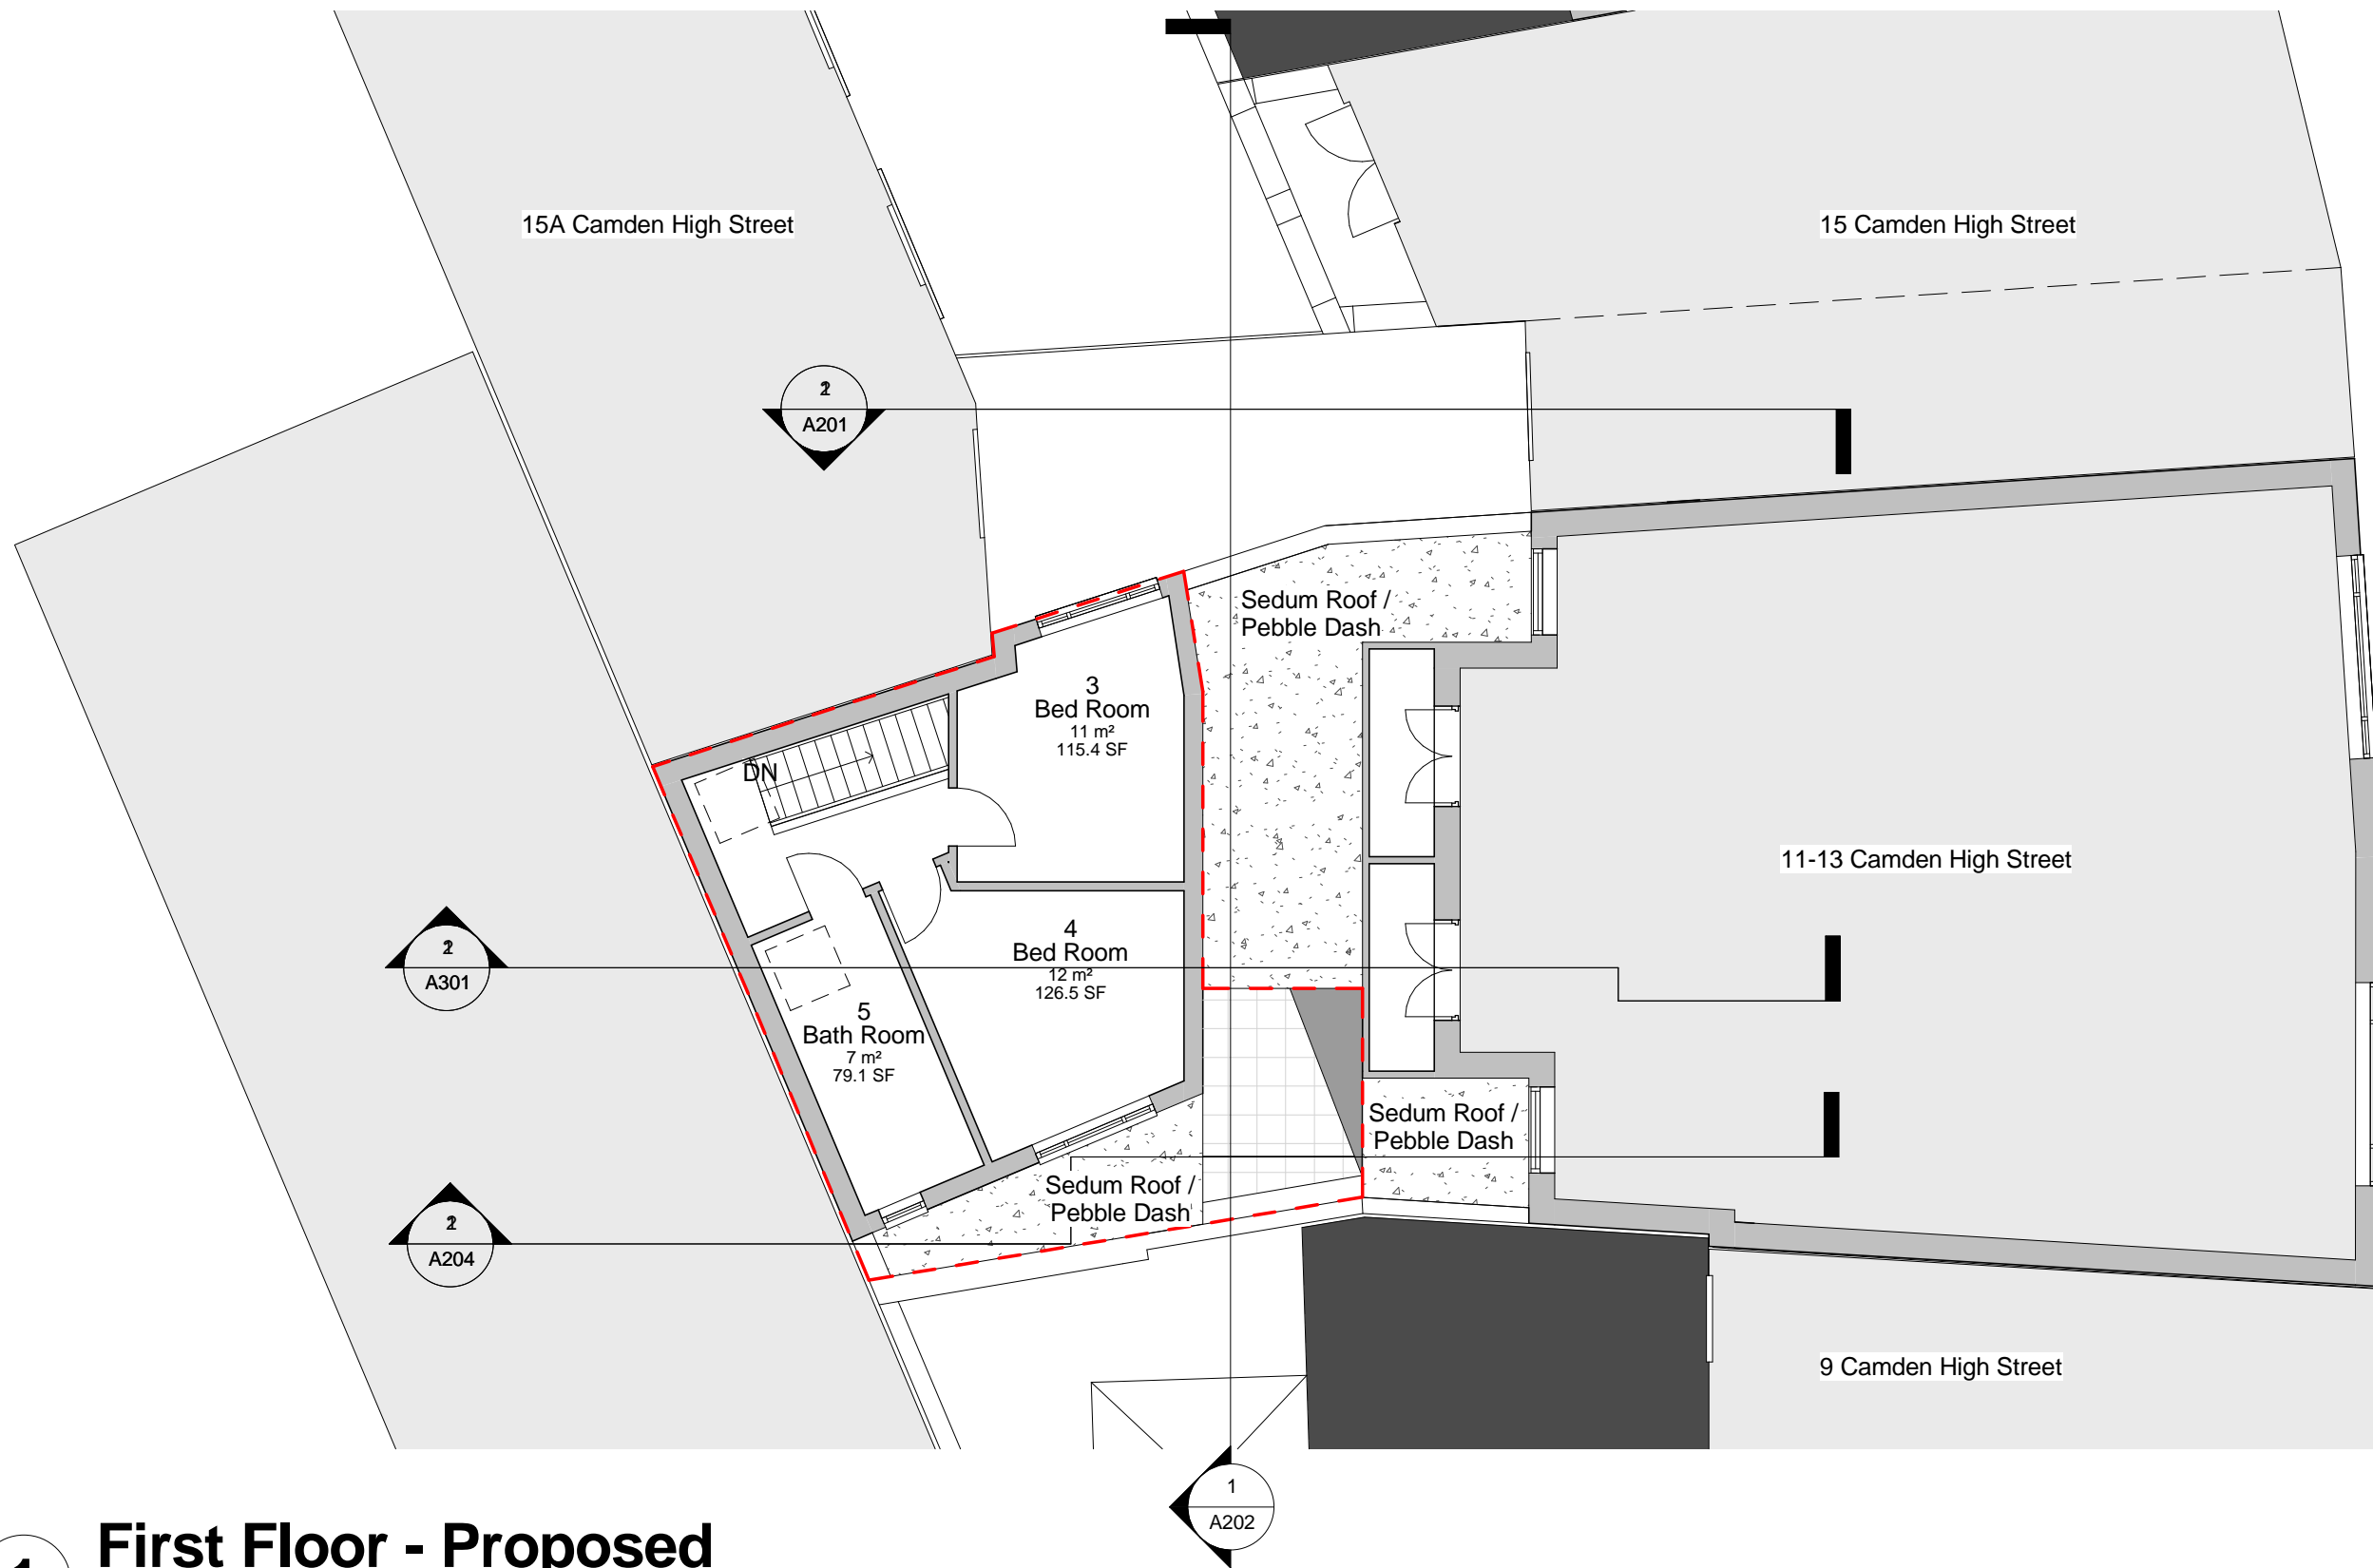 15A Camden High Street
15 Camden High Street
A201
Sedum Roof /
Pebble Dash
3
Bed Room
11 m²
115.4 SF
DN
11-13 Camden High Street
4
Bed Room
12 m²
126.5 SF
A301
5
Bath Room
7 m²
79.1 SF
Sedum Roof /
Pebble Dash
Sedum Roof /
Pebble Dash
A204
9 Camden High Street
1
A202
First Floor - Proposed
1